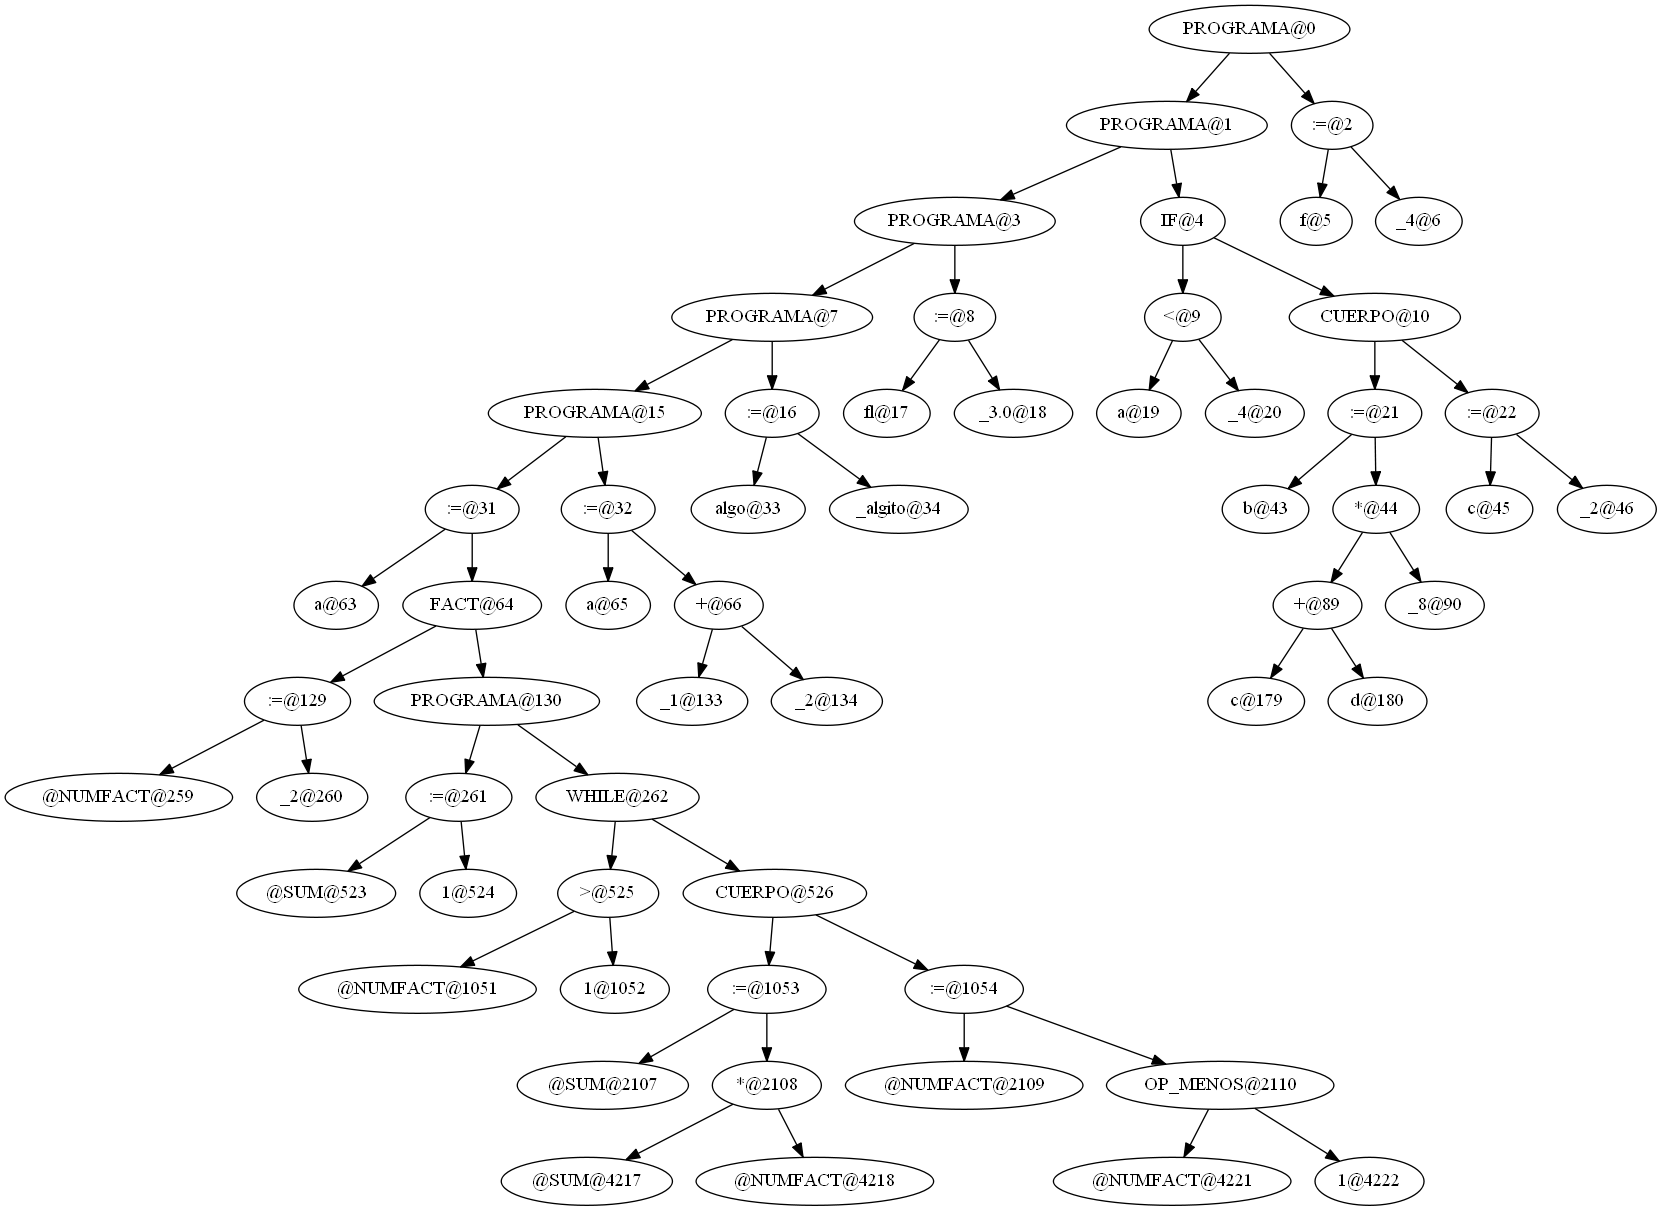 PROGRAMA@0
PROGRAMA@1
:=@2
PROGRAMA@3
IF@4
f@5
_4@6
PROGRAMA@7
:=@8
<@9
CUERPO@10
PROGRAMA@15
:=@16
fl@17
_3.0@18
a@19
_4@20
:=@21
:=@22
:=@31
:=@32
algo@33
_algito@34
b@43
*@44
c@45
_2@46
a@63
FACT@64
a@65
+@66
+@89
_8@90
:=@129
PROGRAMA@130
_1@133
_2@134
c@179
d@180
@NUMFACT@259
_2@260
:=@261
WHILE@262
@SUM@523
1@524
>@525
CUERPO@526
@NUMFACT@1051
1@1052
:=@1053
:=@1054
@SUM@2107
*@2108
@NUMFACT@2109
OP_MENOS@2110
@SUM@4217
@NUMFACT@4218
@NUMFACT@4221
1@4222